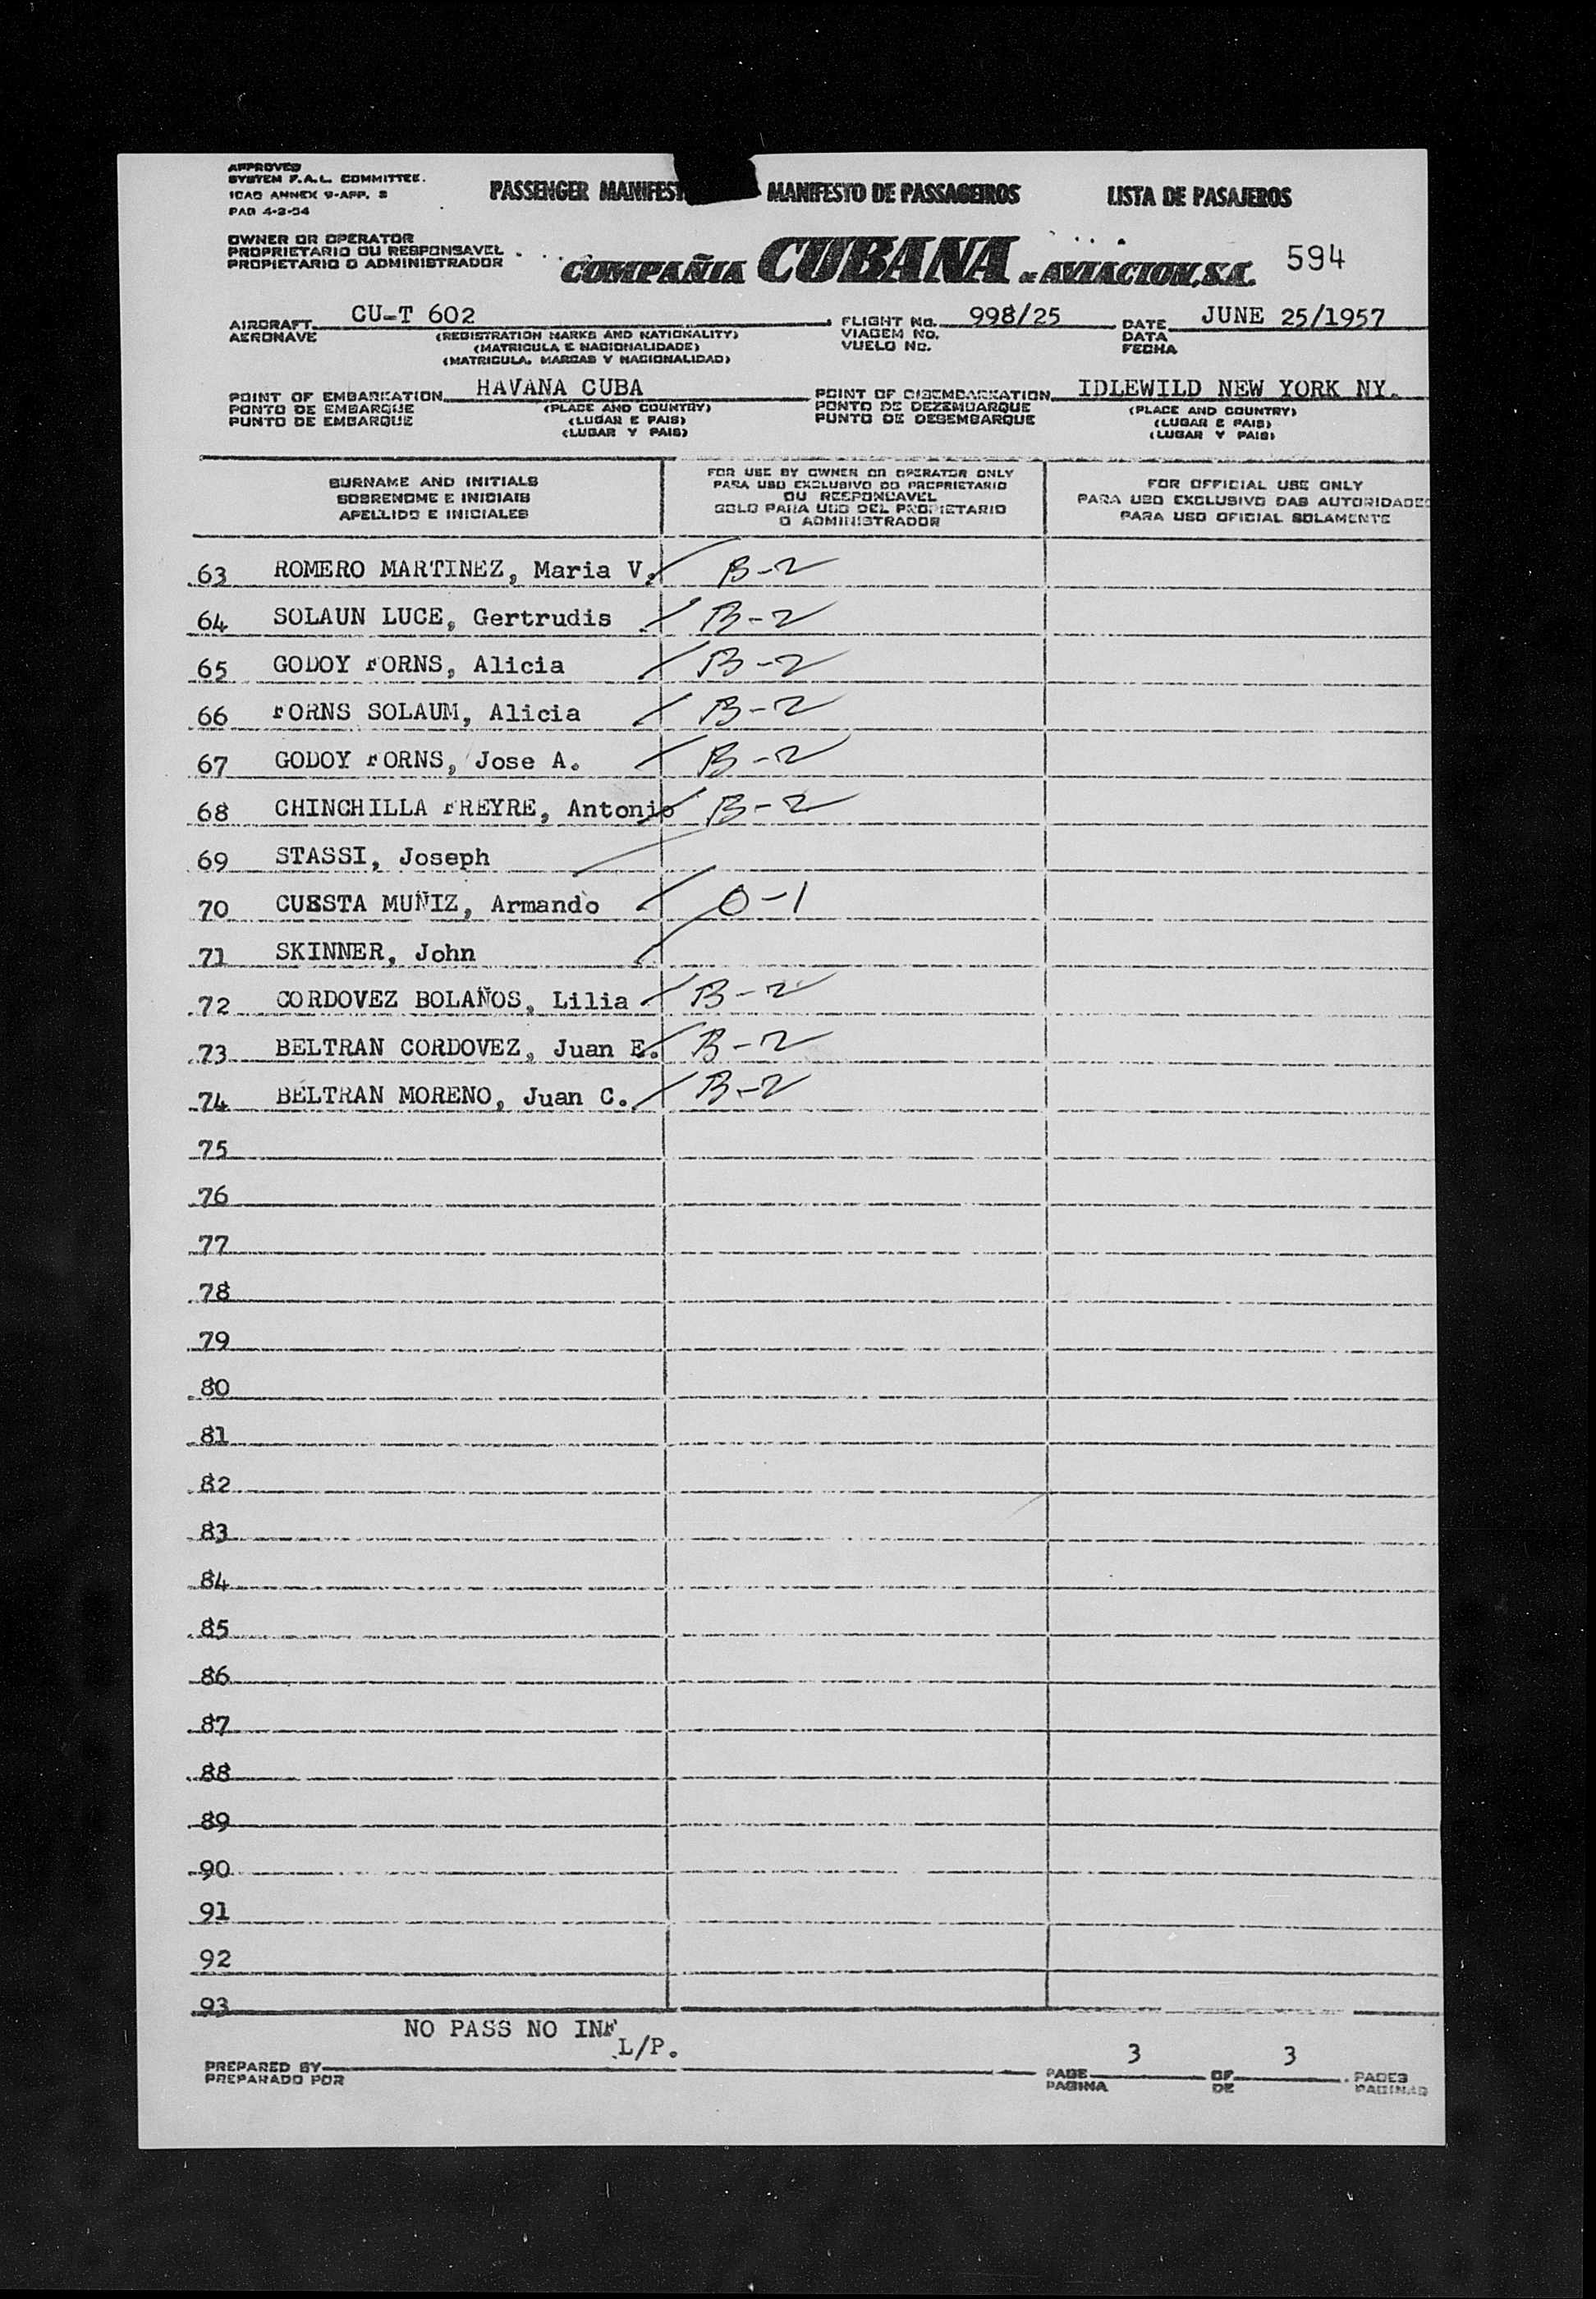 APPROVED
SYSTEM F.A.L. COMMITTEE.
ICAO ANNEX 9-APP. 3
PAD 4-3-54
PASSENGER MANIFEST MANIFESTO DE PASSAGEIROS LISTA DE PASAJEROS
OWNER OR OPERATOR
PROPRIETARIO OU RESPONSAVEL
PROPIETARIO O ADMINISTRADOR
COMPAÑIA CUBANA DE AVIACION, S.A. 594
AIRCRAFT CU-T 602 FLIGHT No. 998/25 DATE JUNE 25/1957
AERONAVE (REGISTRATION MARKS AND NATIONALITY) VIAGEM No. DATA
(MATRICULA E NACIONALIDADE) VUELO No. FECHA
(MATRICULA. MARCAS Y NACIONALIDAD)
POINT OF EMBARKATION HAVANA CUBA POINT OF DISEMBARKATION IDLEWILD NEW YORK NY.
PONTO DE EMBARQUE (PLACE AND COUNTRY) PONTO DE DEZEMBARQUE (PLACE AND COUNTRY)
PUNTO DE EMBARQUE (LUGAR E PAIS) PUNTO DE DESEMBARQUE (LUGAR E PAIS)
(LUGAR Y PAIS) (LUGAR Y PAIS)
SURNAME AND INITIALS
SOBRENOME E INICIAIS
APELLIDO E INICIALES
FOR USE BY OWNER OR OPERATOR ONLY
PARA USO EXCLUSIVO DO PROPRIETARIO
OU RESPONSAVEL
SOLO PARA USO DEL PROPIETARIO
O ADMINISTRADOR
FOR OFFICIAL USE ONLY
PARA USO EXCLUSIVO DAS AUTORIDADES
PARA USO OFICIAL SOLAMENTE
63 ROMERO MARTINEZ, Maria V. B-2
64 SOLAUN LUCE, Gertrudis B-2
65 GODOY FORNS, Alicia B-2
66 FORNS SOLAUM, Alicia B-2
67 GODOY FORNS, Jose A. B-2
68 CHINCHILLA FREYRE, Antonio B-2
69 STASSI, Joseph
70 CUESTA MUÑIZ, Armando O-1
71 SKINNER, John
72 CORDOVEZ BOLAÑOS, Lilia B-2
73 BELTRAN CORDOVEZ, Juan E. B-2
74 BELTRAN MORENO, Juan C. B-2
75
76
77
78
79
80
81
82
83
84
85
86
87
88
89
90
91
92
93
NO PASS NO INF
L/P.
PREPARED BY PAGE 3 OF 3 PAGES
PREPARADO POR PAGINA DE PAGINAS